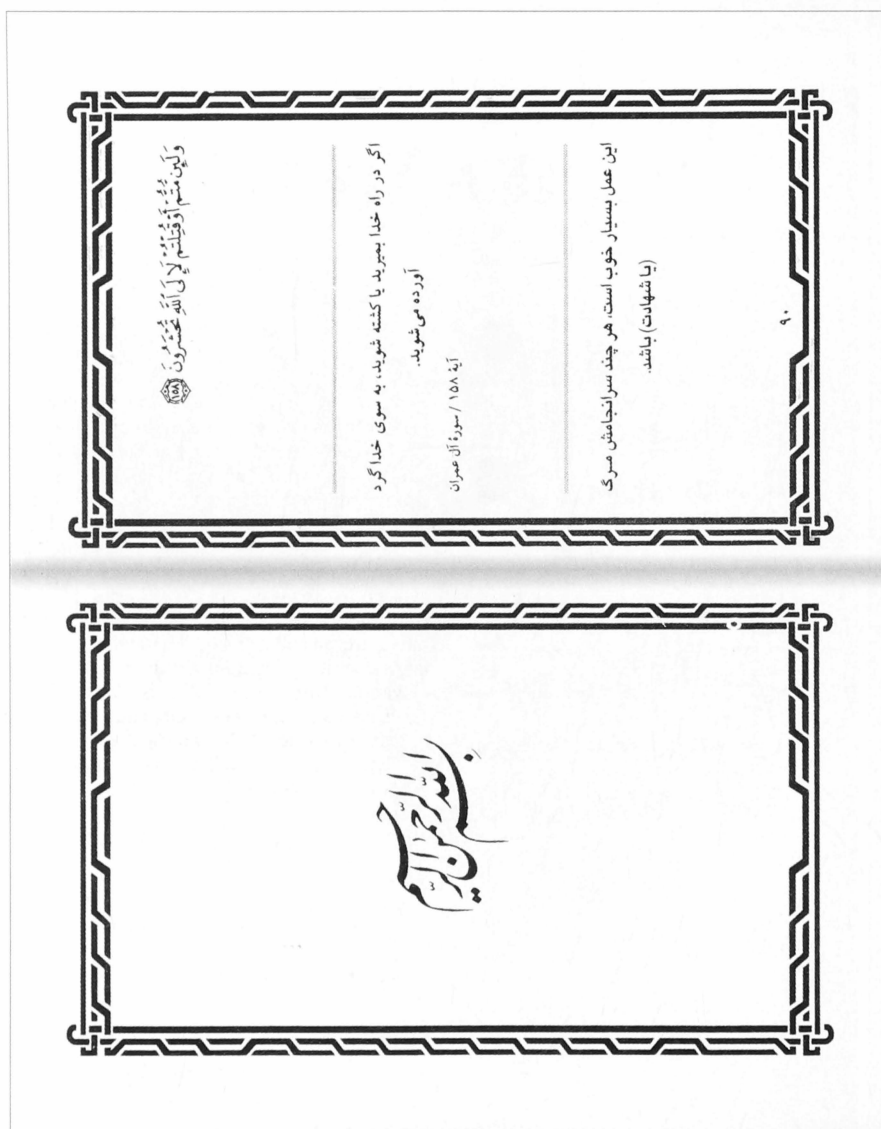 وَلَئِن مُّتُّمْ أَوْ قُتِلْتُمْ لَإِلَى ٱللَّهِ تُحْشَرُونَ ﴿١٥٨﴾
اگر در راه خدا بمیرید یا کشته شوید، به سوی خدا گرد
آورده می‌شوید.
آیهٔ ۱۵۸ / سورهٔ آل عمران
این عمل بسیار خوب است، هر چند سرانجامش مرگ
(یا شهادت) باشد.
۹۰
بسم الله الرحمن الرحیم